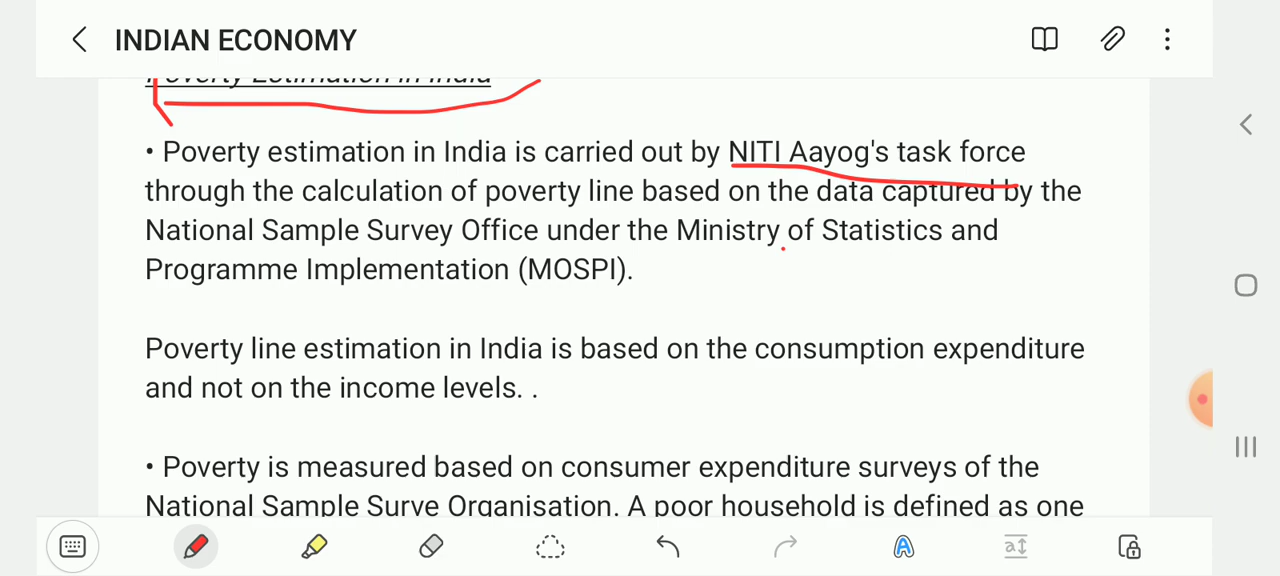 INDIAN ECONOMY
Poverty Estimation in India
• Poverty estimation in India is carried out by NITI Aayog's task force
through the calculation of poverty line based on the data captured by the
National Sample Survey Office under the Ministry of Statistics and
Programme Implementation (MOSPI).
Poverty line estimation in India is based on the consumption expenditure
and not on the income levels. .
• Poverty is measured based on consumer expenditure surveys of the
National Sample Surve Organisation. A poor household is defined as one